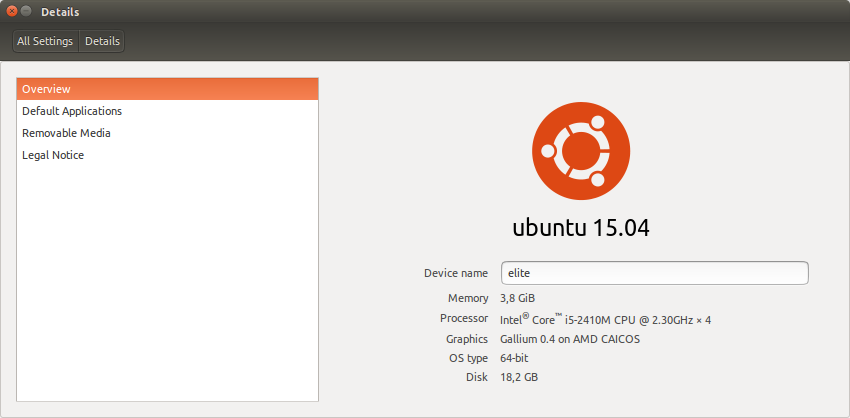 Details
All Settings Details
Overview
Default Applications
Removable Media
Legal Notice
ubuntu 15.04
Device name elite
Memory 3,8 GiB
Processor Intel® Core™ i5-2410M CPU @ 2.30GHz × 4
Graphics Gallium 0.4 on AMD CAICOS
OS type 64-bit
Disk 18,2 GB